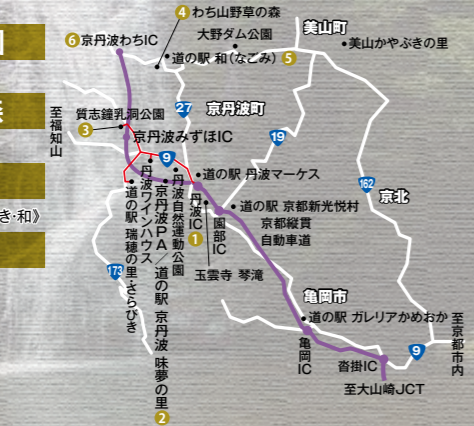 ④わち山野草の森
美山町
⑥京丹波わちIC
大野ダム公園
•美山かやぶきの里
•道の駅 和(なごみ)⑤
27
京丹波町
質志鐘乳洞公園
③
至福知山
京丹波みずほIC
19
9
162
京北
き・和》
•道の駅 丹波マーケス
丹波IC
①
園部IC
•道の駅 京都新光悦村
京都縦貫
自動車道
玉雲寺 琴滝
丹波自然運動公園
京丹波PA/道の駅 京丹波 味夢の里
②
丹波ワインハウス
道の駅 瑞穂の里・さらびき
173
亀岡市
•道の駅 ガレリアかめおか
亀岡IC
沓掛IC
9
至京都市内
至大山崎JCT